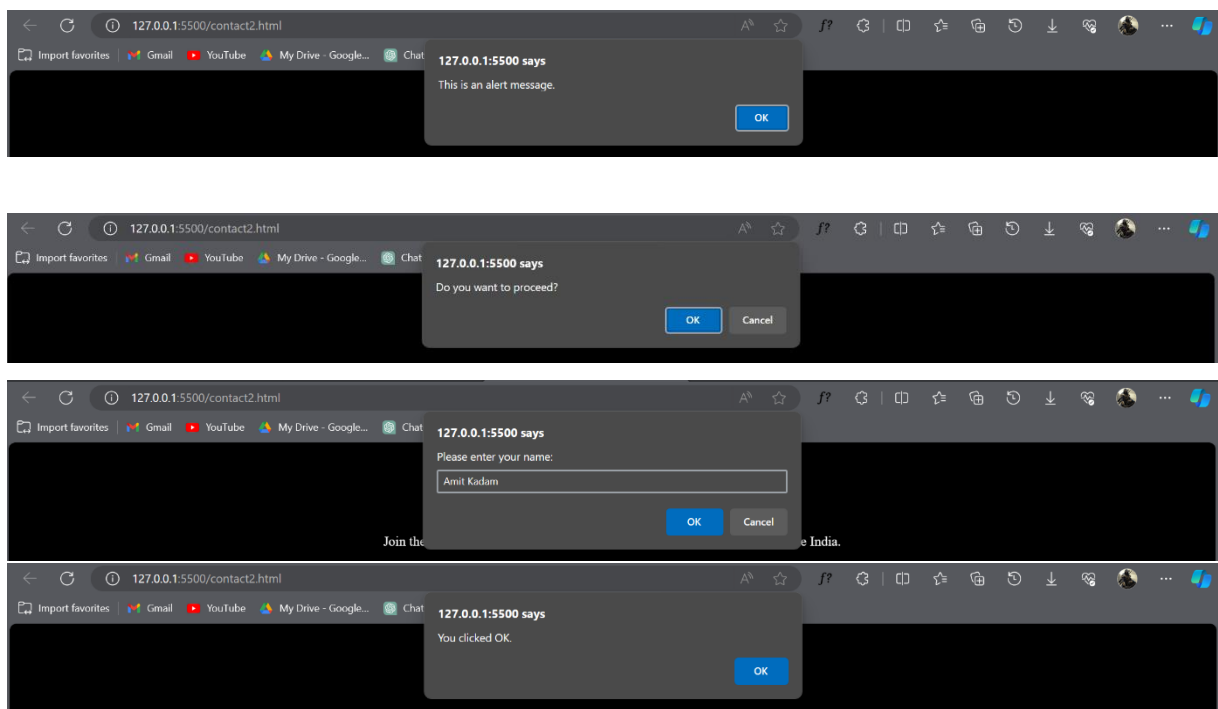 127.0.0.1:5500/contact2.html
Import favorites Gmail YouTube My Drive - Google... Chat
127.0.0.1:5500 says
This is an alert message.
OK
127.0.0.1:5500/contact2.html
Import favorites Gmail YouTube My Drive - Google... Chat
127.0.0.1:5500 says
Do you want to proceed?
OK Cancel
127.0.0.1:5500/contact2.html
Import favorites Gmail YouTube My Drive - Google... Chat
127.0.0.1:5500 says
Please enter your name:
Amit Kadam
OK Cancel
Join the e India.
127.0.0.1:5500/contact2.html
Import favorites Gmail YouTube My Drive - Google... Chat
127.0.0.1:5500 says
You clicked OK.
OK